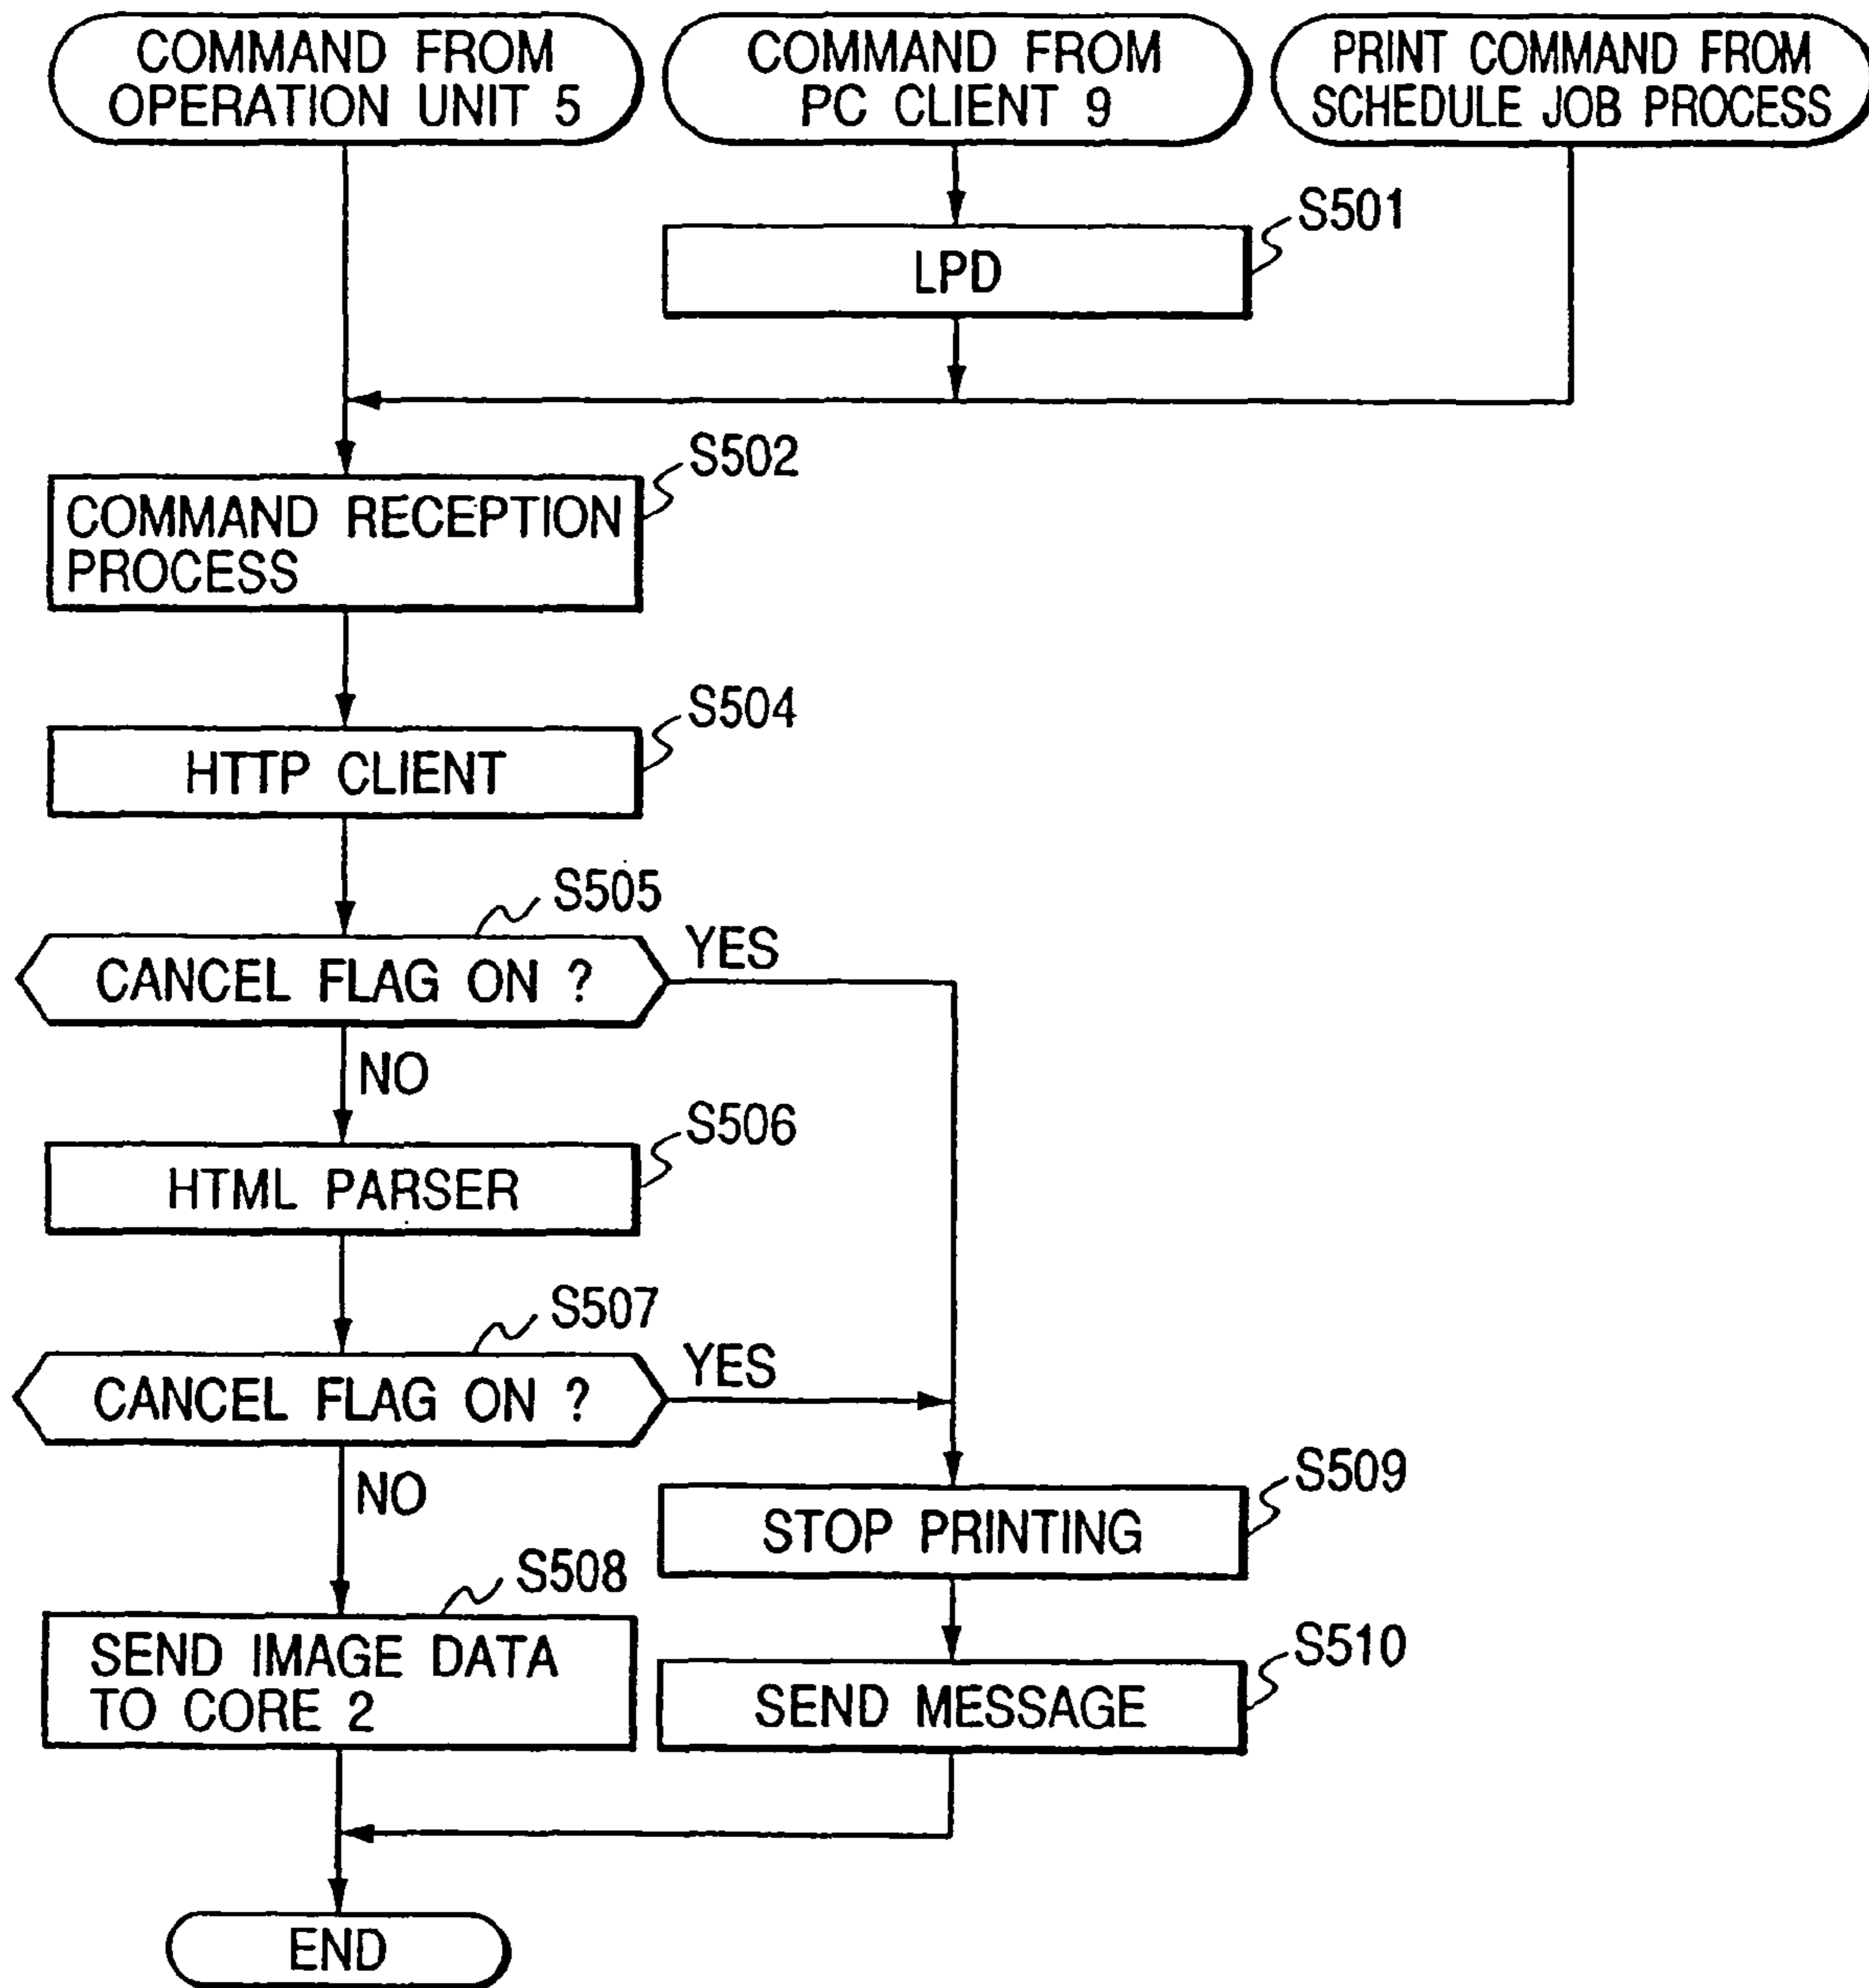 COMMAND FROM
OPERATION UNIT 5
COMMAND FROM
PC CLIENT 9
PRINT COMMAND FROM
SCHEDULE JOB PROCESS
S501
LPD
S502
COMMAND RECEPTION
PROCESS
S504
HTTP CLIENT
S505
CANCEL FLAG ON ?
YES
NO
S506
HTML PARSER
S507
CANCEL FLAG ON ?
YES
NO
S509
STOP PRINTING
S508
SEND IMAGE DATA
TO CORE 2
S510
SEND MESSAGE
END